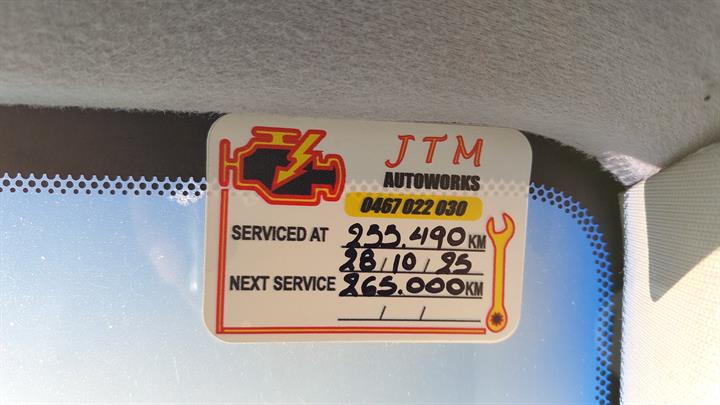 JTM
AUTOWORKS
0467 022 030
SERVICED AT 255.490 KM
28/10/25
NEXT SERVICE 265.000 KM
/ /